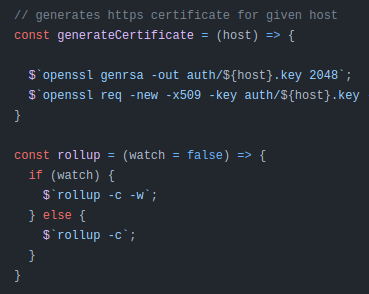 // generates https certificate for given host
const generateCertificate = (host) => {
$`openssl genrsa -out auth/${host}.key 2048`;
$`openssl req -new -x509 -key auth/${host}.key
}
const rollup = (watch = false) => {
if (watch) {
$`rollup -c -w`;
} else {
$`rollup -c`;
}
}